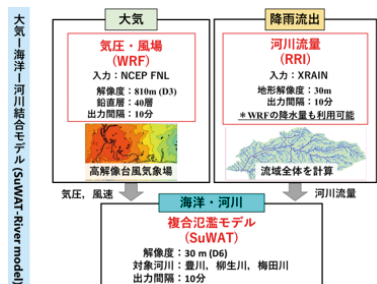 大気ー海洋ー河川結合モデル (SuWAT-River model)
大気
気圧・風場
(WRF)
入力：NCEP FNL
解像度：810m (D3)
鉛直層：40層
出力間隔：10分
高解像台風気象場
降雨流出
河川流量
(RRI)
入力：XRAIN
地形解像度：30m
出力間隔：10分
＊WRFの降水量も利用可能
流域全体を計算
気圧，風速
河川流量
海洋・河川
複合氾濫モデル
(SuWAT)
解像度：30 m (D6)
対象河川：豊川，柳生川，梅田川
出力間隔：10分